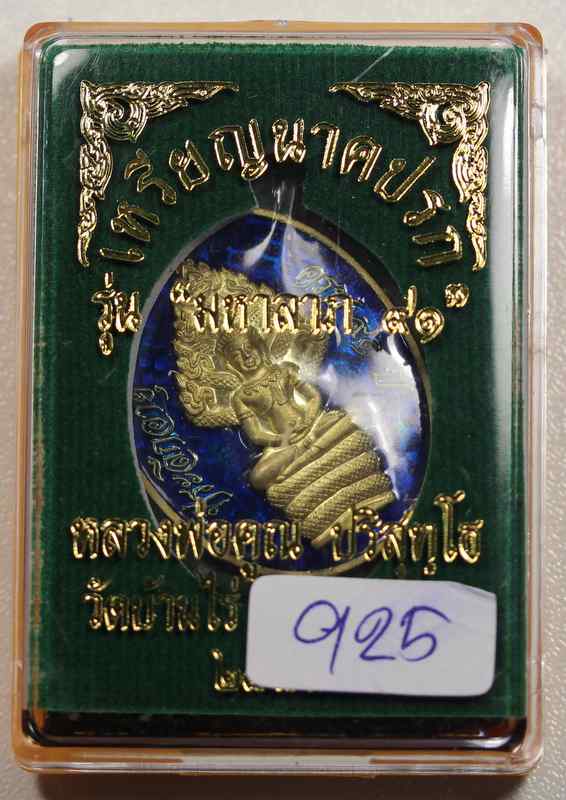 เหรียญนาคปรก
รุ่น "มหาลาภ ๙๑"
หลวงพ่อคูณ ปริสุทฺโธ
วัดบ้านไร่
925